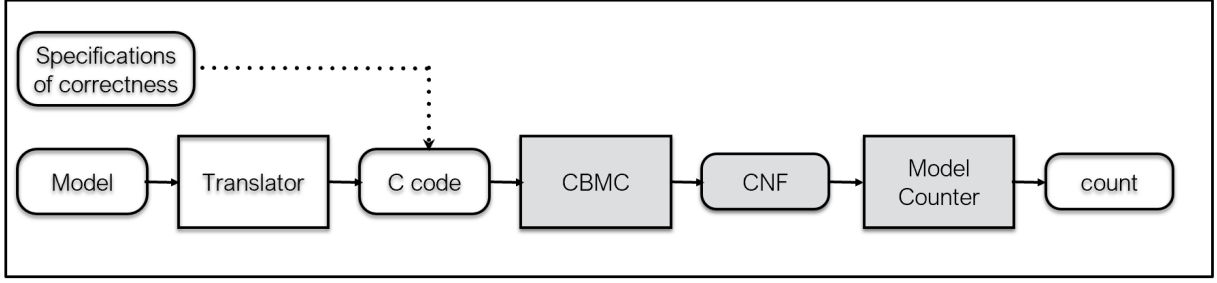 Specifications
of correctness
Model
Translator
C code
CBMC
CNF
Model
Counter
count